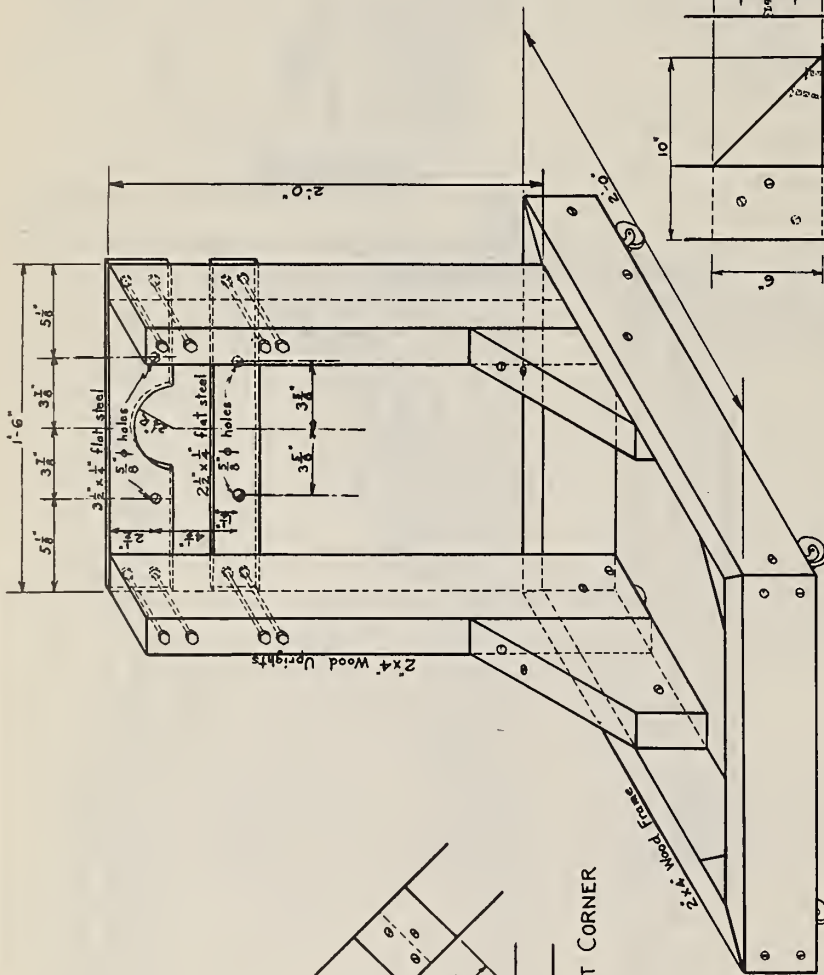 1'-6"
5 1/8" 3 7/8" 3 7/8" 5 1/8"
3 1/2" x 1/4" flat steel
5/8" φ holes
2 1/2" x 1/4" flat steel
5/8" φ holes
3 5/8" 3 5/8"
2'-0"
2"x4" Wood Uprights
2'-0"
2"x4" Wood Frame
T CORNER
10"
6"